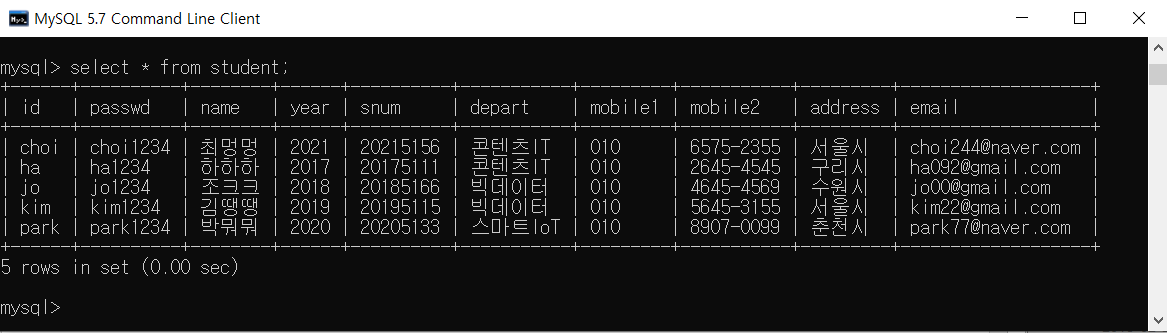 MySQL 5.7 Command Line Client
mysql> select * from student;
+------+----------+--------+------+----------+-----------+---------+-----------+---------+-------------------+
| id   | passwd   | name   | year | snum     | depart    | mobile1 | mobile2   | address | email             |
+------+----------+--------+------+----------+-----------+---------+-----------+---------+-------------------+
| choi | choi1234 | 최멍멍 | 2021 | 20215156 | 콘텐츠IT  | 010     | 6575-2355 | 서울시  | choi244@naver.com |
| ha   | ha1234   | 하하하 | 2017 | 20175111 | 콘텐츠IT  | 010     | 2645-4545 | 구리시  | ha092@gmail.com   |
| jo   | jo1234   | 조크크 | 2018 | 20185166 | 빅데이터  | 010     | 4645-4569 | 수원시  | jo00@gmail.com    |
| kim  | kim1234  | 김땡땡 | 2019 | 20195115 | 빅데이터  | 010     | 5645-3155 | 서울시  | kim22@gmail.com   |
| park | park1234 | 박뭐뭐 | 2020 | 20205133 | 스마트IoT | 010     | 8907-0099 | 춘천시  | park77@naver.com  |
+------+----------+--------+------+----------+-----------+---------+-----------+---------+-------------------+
5 rows in set (0.00 sec)
mysql>